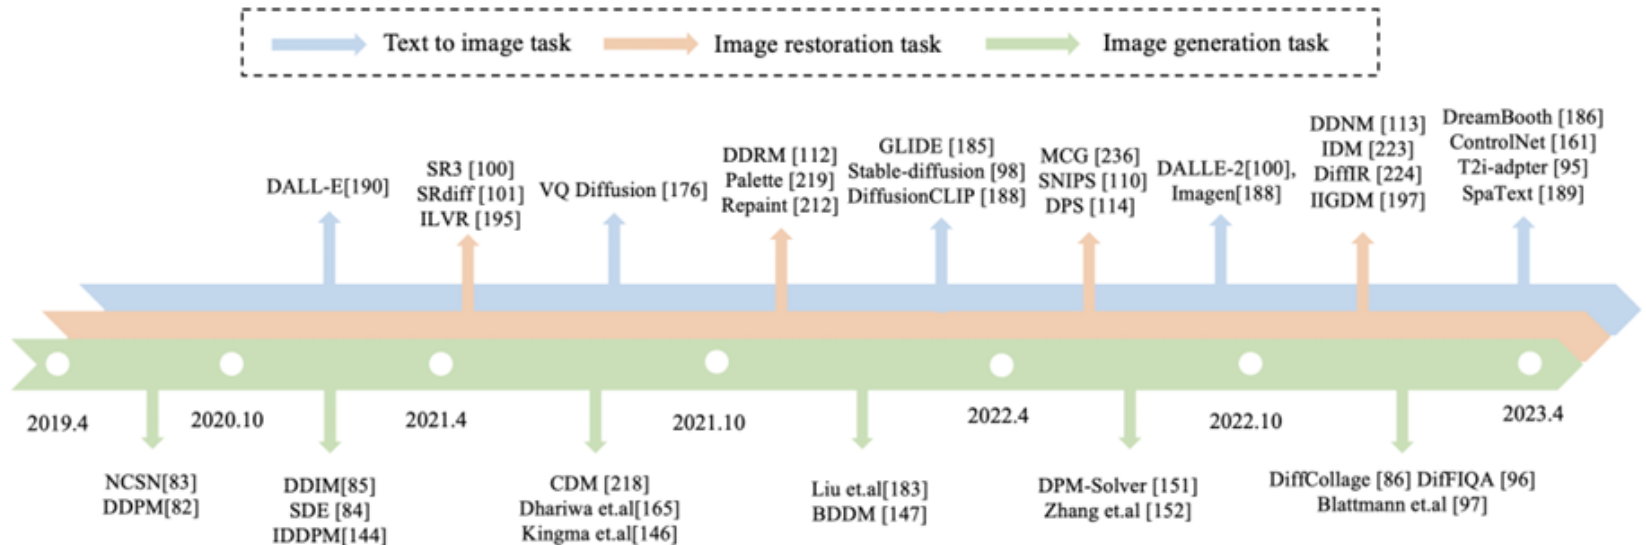 Text to image task
Image restoration task
Image generation task
DALL-E[190]
SR3 [100]
SRdiff [101]
ILVR [195]
VQ Diffusion [176]
DDRM [112]
Palette [219]
Repaint [212]
GLIDE [185]
Stable-diffusion [98]
DiffusionCLIP [188]
MCG [236]
SNIPS [110]
DPS [114]
DALLE-2[100],
Imagen[188]
DDNM [113]
IDM [223]
DiffIR [224]
IIGDM [197]
DreamBooth [186]
ControlNet [161]
T2i-adpter [95]
SpaText [189]
2019.4
2020.10
2021.4
2021.10
2022.4
2022.10
2023.4
NCSN[83]
DDPM[82]
DDIM[85]
SDE [84]
IDDPM[144]
CDM [218]
Dhariwa et.al[165]
Kingma et.al[146]
Liu et.al[183]
BDDM [147]
DPM-Solver [151]
Zhang et.al [152]
DiffCollage [86] DifFIQA [96]
Blattmann et.al [97]